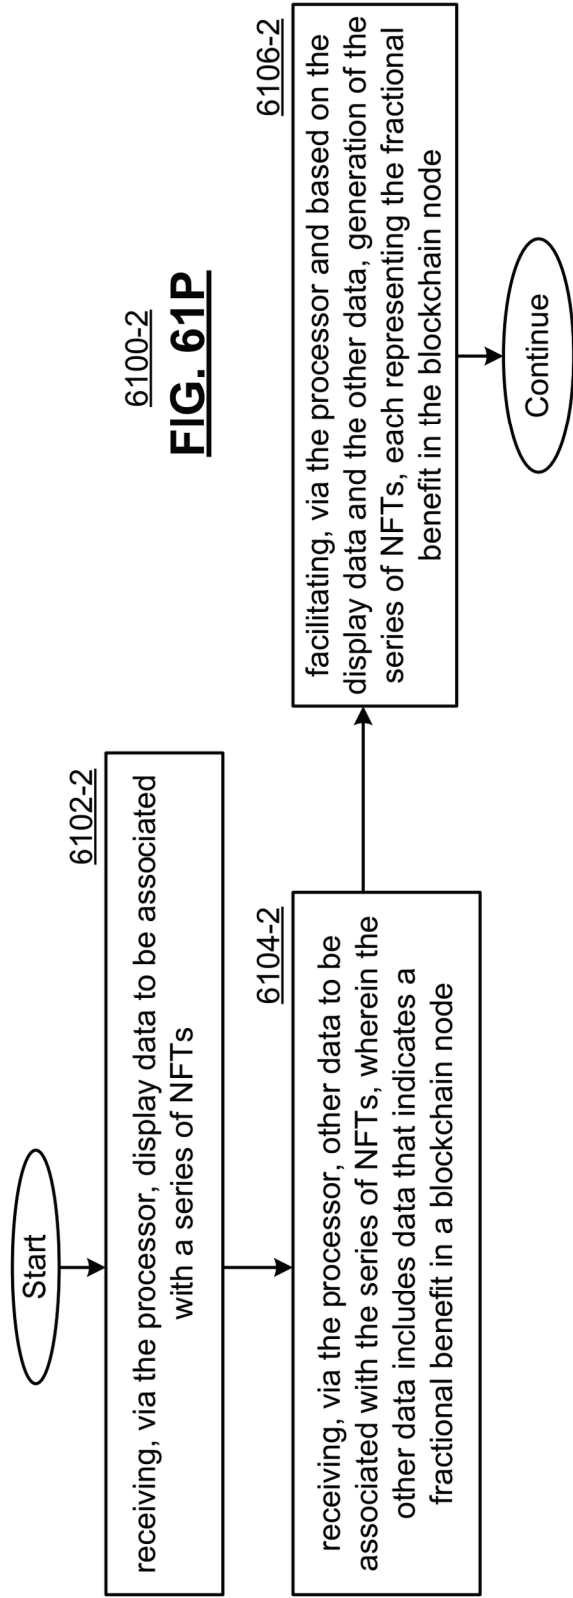 6100-2
FIG. 61P
Start
6102-2
receiving, via the processor, display data to be associated
with a series of NFTs
6104-2
receiving, via the processor, other data to be
associated with the series of NFTs, wherein the
other data includes data that indicates a
fractional benefit in a blockchain node
6106-2
facilitating, via the processor and based on the
display data and the other data, generation of the
series of NFTs, each representing the fractional
benefit in the blockchain node
Continue